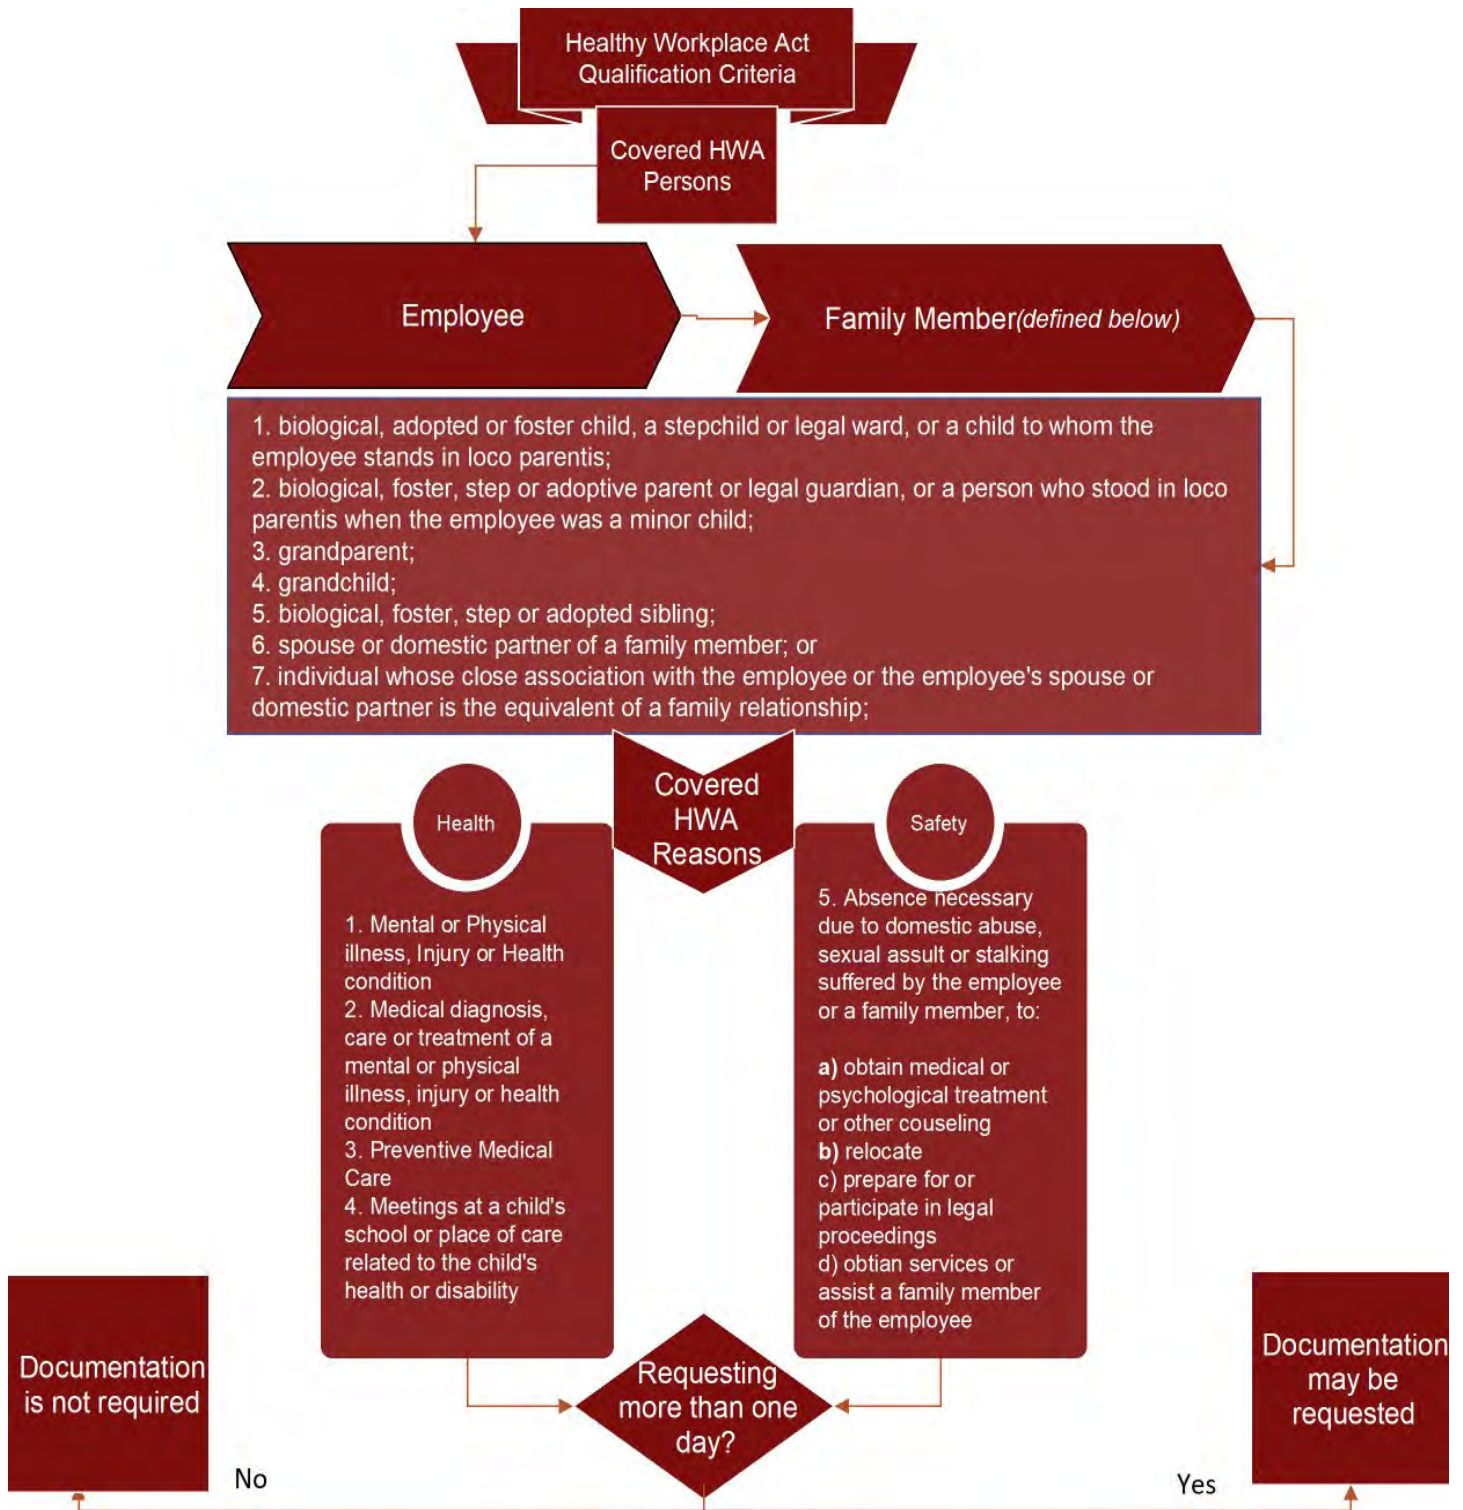 Healthy Workplace Act
Qualification Criteria
Covered HWA
Persons
Employee
Family Member(defined below)
1. biological, adopted or foster child, a stepchild or legal ward, or a child to whom the
employee stands in loco parentis;
2. biological, foster, step or adoptive parent or legal guardian, or a person who stood in loco
parentis when the employee was a minor child;
3. grandparent;
4. grandchild;
5. biological, foster, step or adopted sibling;
6. spouse or domestic partner of a family member; or
7. individual whose close association with the employee or the employee's spouse or
domestic partner is the equivalent of a family relationship;
Covered
HWA
Reasons
Health
1. Mental or Physical
illness, Injury or Health
condition
2. Medical diagnosis,
care or treatment of a
mental or physical
illness, injury or health
condition
3. Preventive Medical
Care
4. Meetings at a child's
school or place of care
related to the child's
health or disability
Safety
5. Absence necessary
due to domestic abuse,
sexual assult or stalking
suffered by the employee
or a family member, to:
a) obtain medical or
psychological treatment
or other couseling
b) relocate
c) prepare for or
participate in legal
proceedings
d) obtian services or
assist a family member
of the employee
Requesting
more than one
day?
No
Documentation
is not required
Yes
Documentation
may be
requested